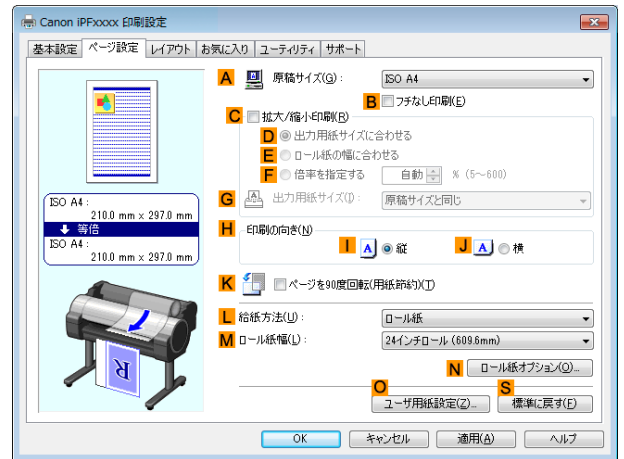 Canon iPFxxxx 印刷設定
基本設定 ページ設定 レイアウト お気に入り ユーティリティ サポート
A 原稿サイズ(G): ISO A4
B フチなし印刷(E)
C 拡大/縮小印刷(R)
D 出力用紙サイズに合わせる
E ロール紙の幅に合わせる
F 倍率を指定する 自動 % (5～600)
G 出力用紙サイズ(I): 原稿サイズと同じ
ISO A4:
210.0 mm x 297.0 mm
等倍
ISO A4:
210.0 mm x 297.0 mm
H 印刷の向き(N)
I A 縦 J A 横
K ページを90度回転(用紙節約)(T)
L 給紙方法(U): ロール紙
M ロール紙幅(L): 24インチロール (609.6mm)
R
N ロール紙オプション(O)...
O S
ユーザ用紙設定(Z)... 標準に戻す(F)
OK キャンセル 適用(A) ヘルプ